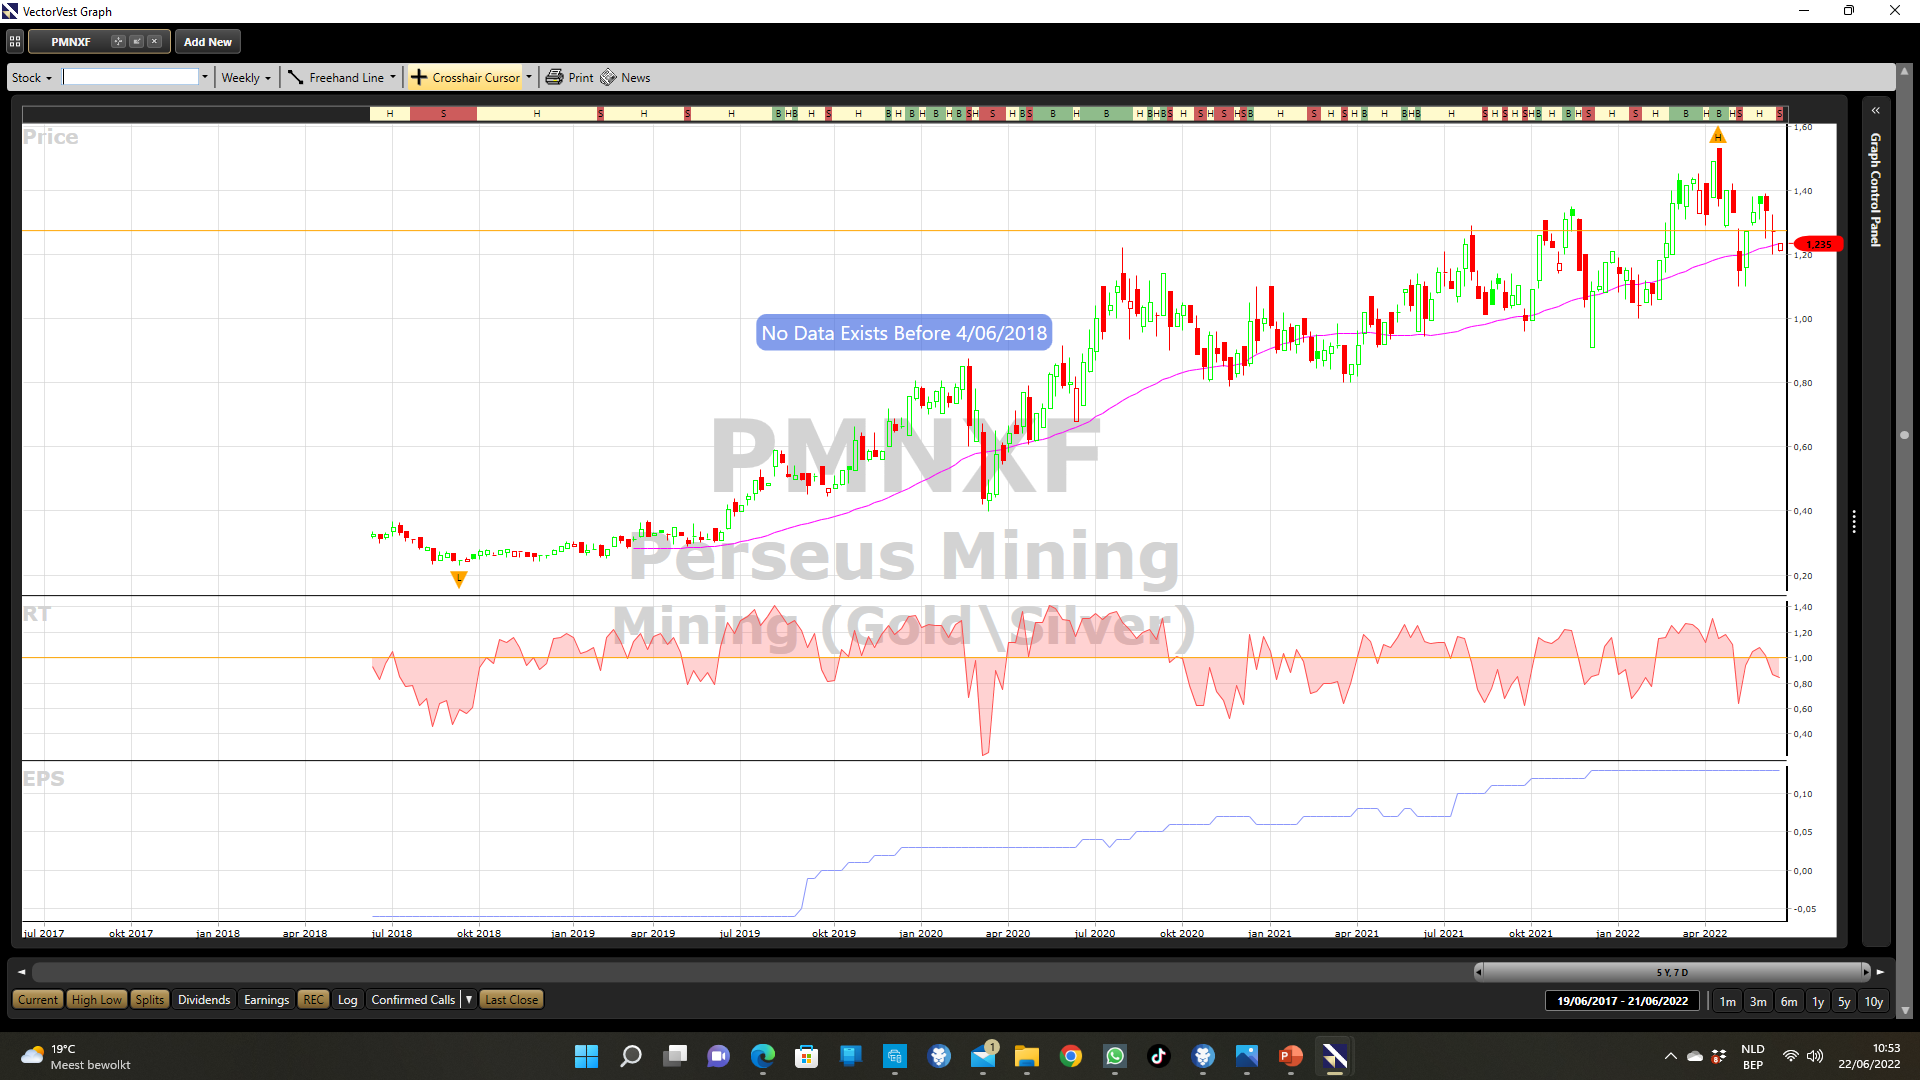 VectorVest Graph
PMNXF
Add New
Stock
Weekly
Freehand Line
Crosshair Cursor
Print
News
H S H S H S H B H B H S H B H B H B H B S H S H B S B H B H B H B S H S H S H S B H S H S H B H B H B H S H S H S H B H B H S H S H B H B H S H S
Price
1,60
H
1,40
1,235
1,20
No Data Exists Before 4/06/2018
1,00
0,80
PMNXF
0,60
0,40
Perseus Mining
L
0,20
RT
Mining (Gold\Silver)
1,40
1,20
1,00
0,80
0,60
0,40
EPS
0,10
0,05
0,00
-0,05
jul 2017 okt 2017 jan 2018 apr 2018 jul 2018 okt 2018 jan 2019 apr 2019 jul 2019 okt 2019 jan 2020 apr 2020 jul 2020 okt 2020 jan 2021 apr 2021 jul 2021 okt 2021 jan 2022 apr 2022
Graph Control Panel
5 Y, 7 D
Current
High Low
Splits
Dividends
Earnings
REC
Log
Confirmed Calls
Last Close
19/06/2017 - 21/06/2022
1m
3m
6m
1y
5y
10y
19°C
Meest bewolkt
1
NLD
BEP
10:53
22/06/2022